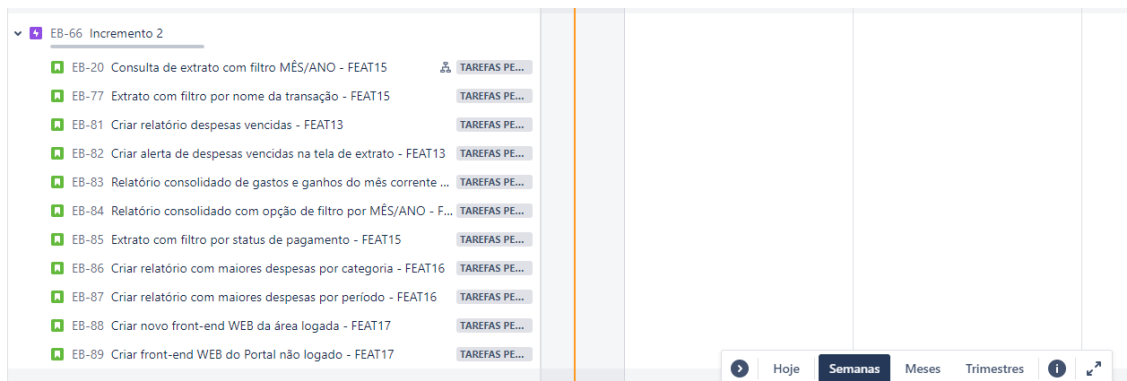 EB-66 Incremento 2
EB-20 Consulta de extrato com filtro MÊS/ANO - FEAT15 TAREFAS PE...
EB-77 Extrato com filtro por nome da transação - FEAT15 TAREFAS PE...
EB-81 Criar relatório despesas vencidas - FEAT13 TAREFAS PE...
EB-82 Criar alerta de despesas vencidas na tela de extrato - FEAT13 TAREFAS PE...
EB-83 Relatório consolidado de gastos e ganhos do mês corrente ... TAREFAS PE...
EB-84 Relatório consolidado com opção de filtro por MÊS/ANO - F... TAREFAS PE...
EB-85 Extrato com filtro por status de pagamento - FEAT15 TAREFAS PE...
EB-86 Criar relatório com maiores despesas por categoria - FEAT16 TAREFAS PE...
EB-87 Criar relatório com maiores despesas por período - FEAT16 TAREFAS PE...
EB-88 Criar novo front-end WEB da área logada - FEAT17 TAREFAS PE...
EB-89 Criar front-end WEB do Portal não logado - FEAT17 TAREFAS PE...
Hoje Semanas Meses Trimestres